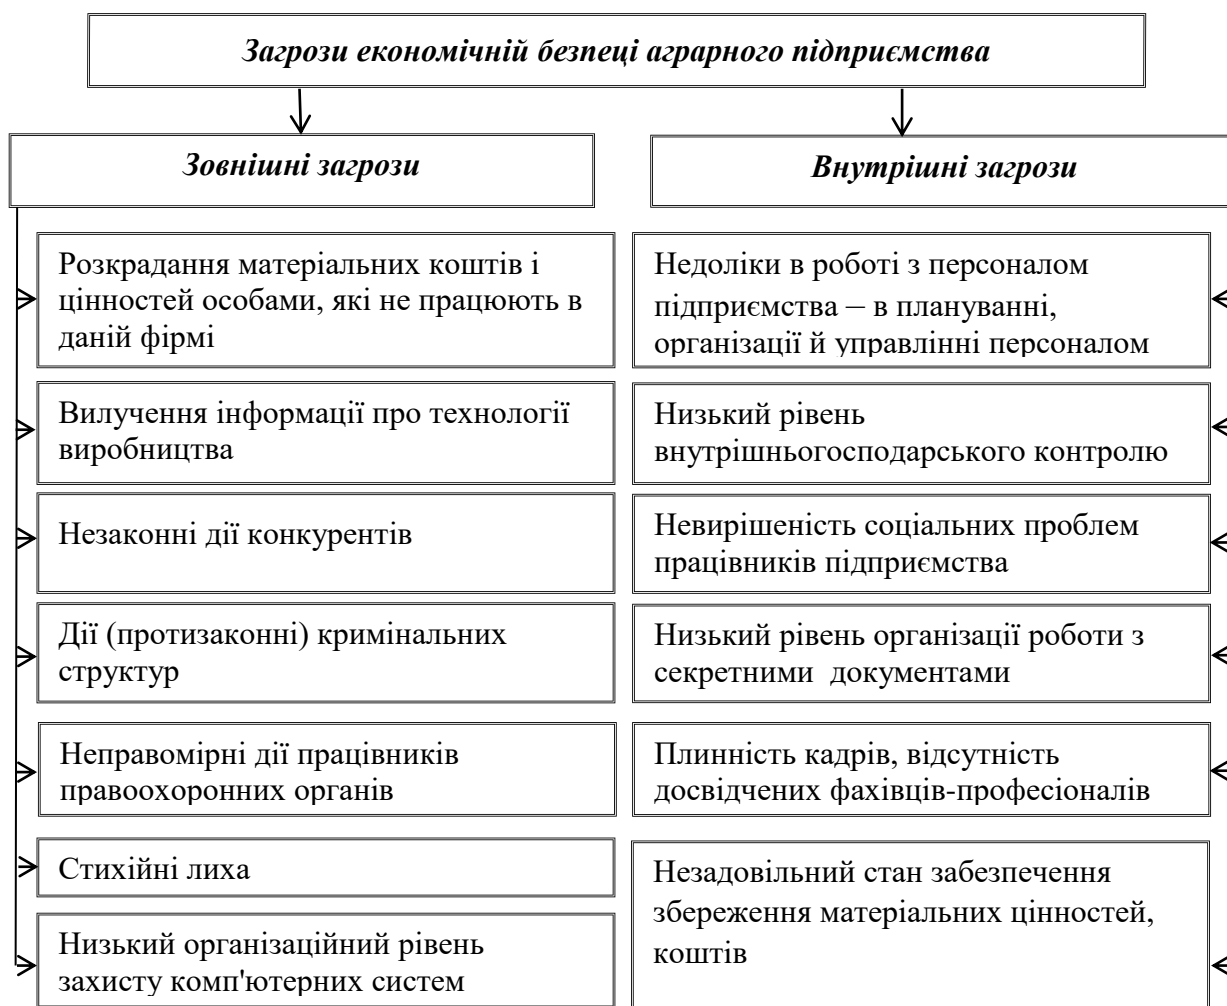 Загрози економічній безпеці аграрного підприємства
Зовнішні загрози
Розкрадання матеріальних коштів і
цінностей особами, які не працюють в
даній фірмі
Вилучення інформації про технології
виробництва
Незаконні дії конкурентів
Дії (протизаконні) кримінальних
структур
Неправомірні дії працівників
правоохоронних органів
Стихійні лиха
Низький організаційний рівень
захисту комп'ютерних систем
Внутрішні загрози
Недоліки в роботі з персоналом
підприємства – в плануванні,
організації й управлінні персоналом
Низький рівень
внутрішньогосподарського контролю
Невирішеність соціальних проблем
працівників підприємства
Низький рівень організації роботи з
секретними документами
Плинність кадрів, відсутність
досвідчених фахівців-професіоналів
Незадовільний стан забезпечення
збереження матеріальних цінностей,
коштів